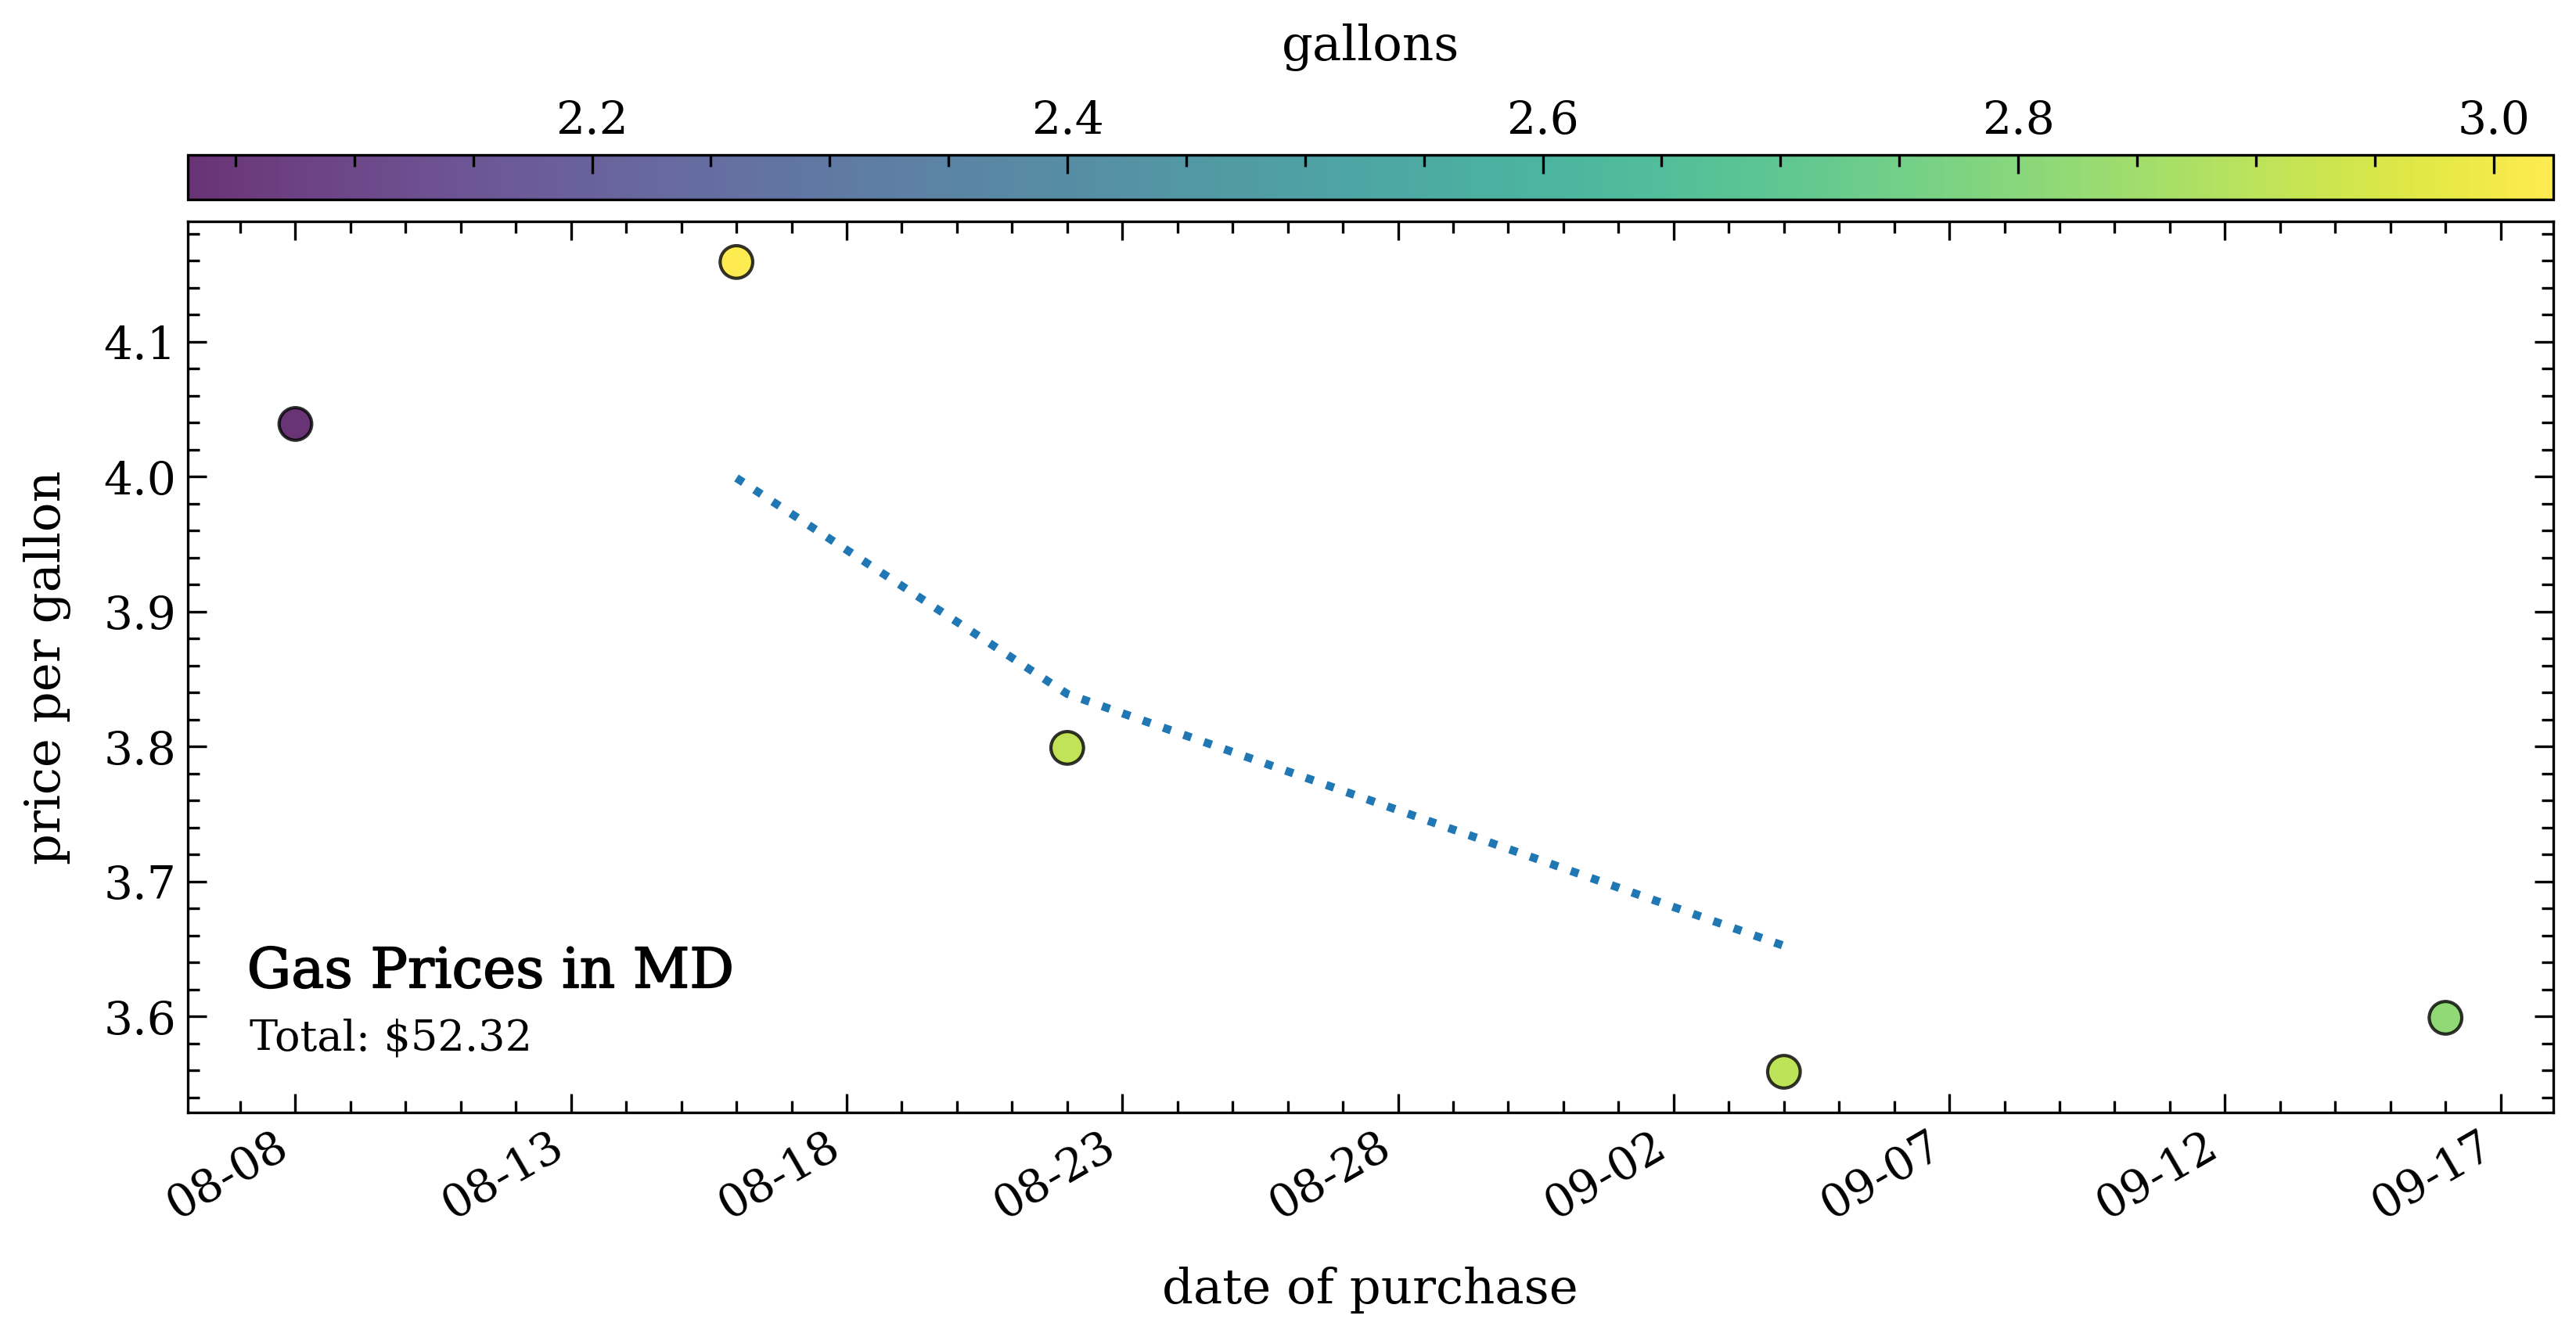 gallons
2.2 2.4 2.6 2.8 3.0
price per gallon
4.1
4.0
3.9
3.8
3.7
3.6
Gas Prices in MD
Total: $52.32
08-08 08-13 08-18 08-23 08-28 09-02 09-07 09-12 09-17
date of purchase